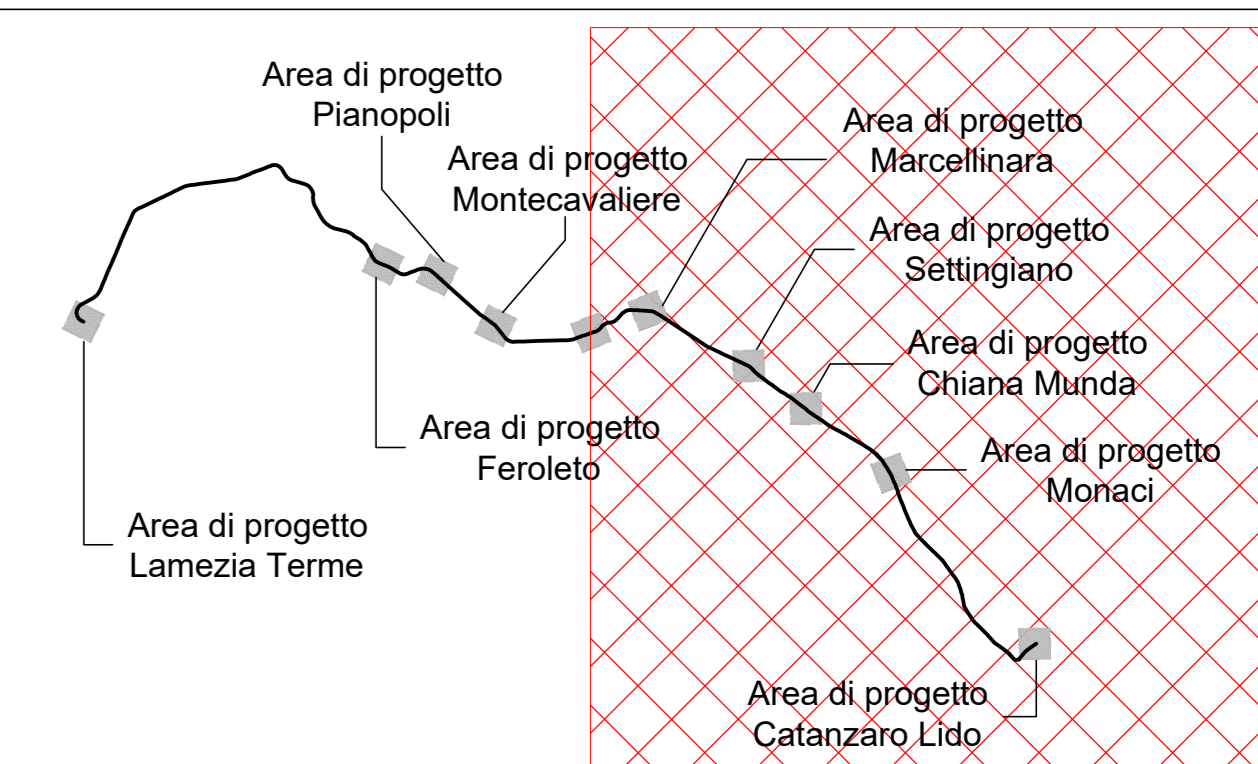 Area di progetto
Pianopoli
Area di progetto
Montecavaliere
Area di progetto
Marcellinara
Area di progetto
Settingiano
Area di progetto
Chiana Munda
Area di progetto
Feroleto
Area di progetto
Monaci
Area di progetto
Lamezia Terme
Area di progetto
Catanzaro Lido